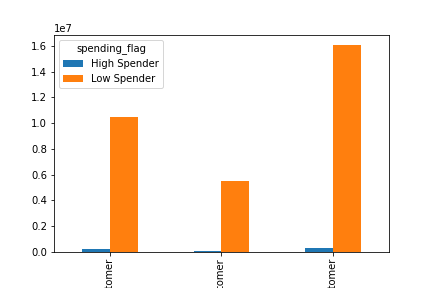 1e7
spending_flag
High Spender
Low Spender
1.6
1.4
1.2
1.0
0.8
0.6
0.4
0.2
0.0
tomer
tomer
tomer